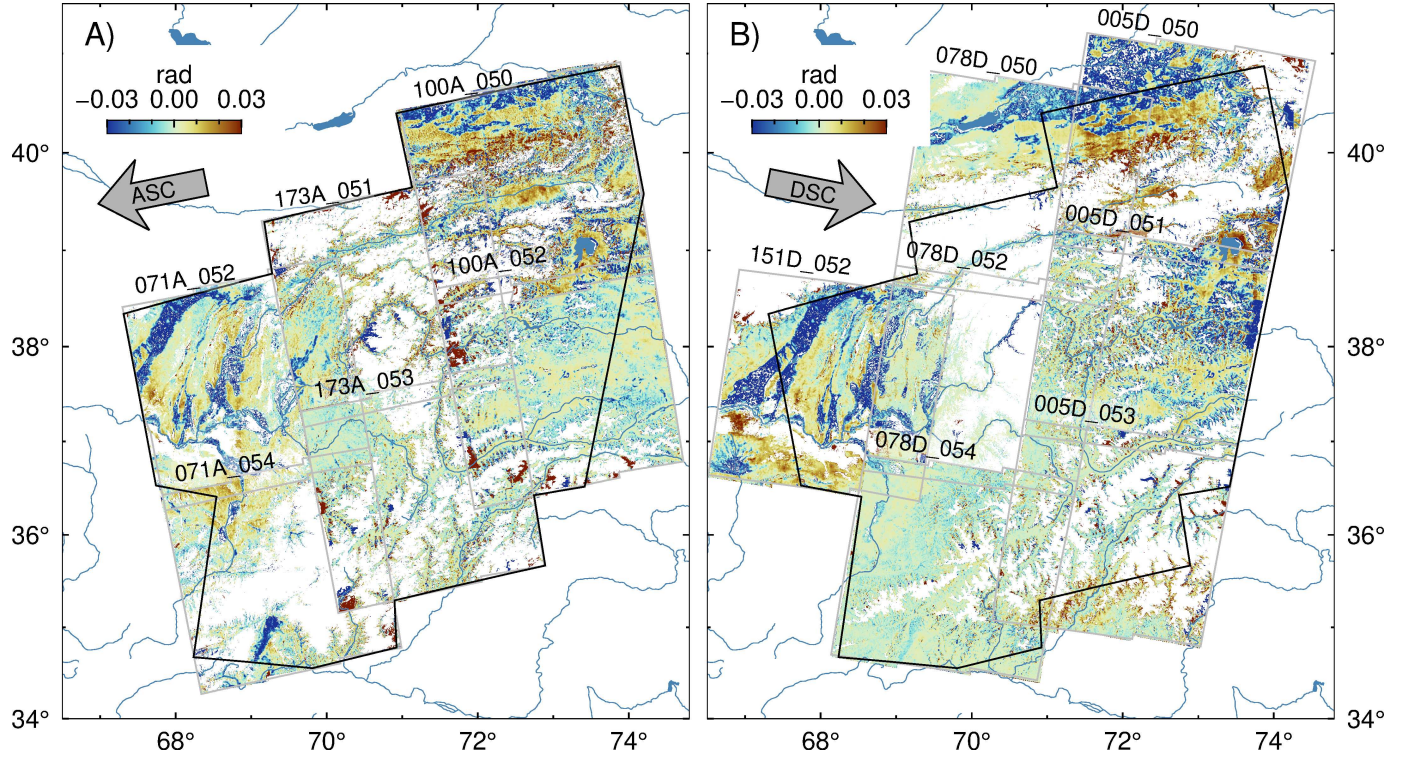 A)
rad
−0.03 0.00 0.03
ASC
100A_050
173A_051
100A_052
071A_052
173A_053
071A_054
40°
38°
36°
34°
68° 70° 72° 74°
B)
rad
−0.03 0.00 0.03
DSC
005D_050
078D_050
005D_051
078D_052
151D_052
005D_053
078D_054
40°
38°
36°
34°
68° 70° 72° 74°